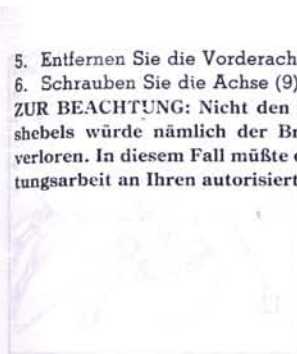 5. Entfernen Sie die Vorderach
6. Schrauben Sie die Achse (9)
ZUR BEACHTUNG: Nicht den
shebels würde nämlich der Br
verloren. In diesem Fall müßte
tungsarbeit an Ihren autorisiert